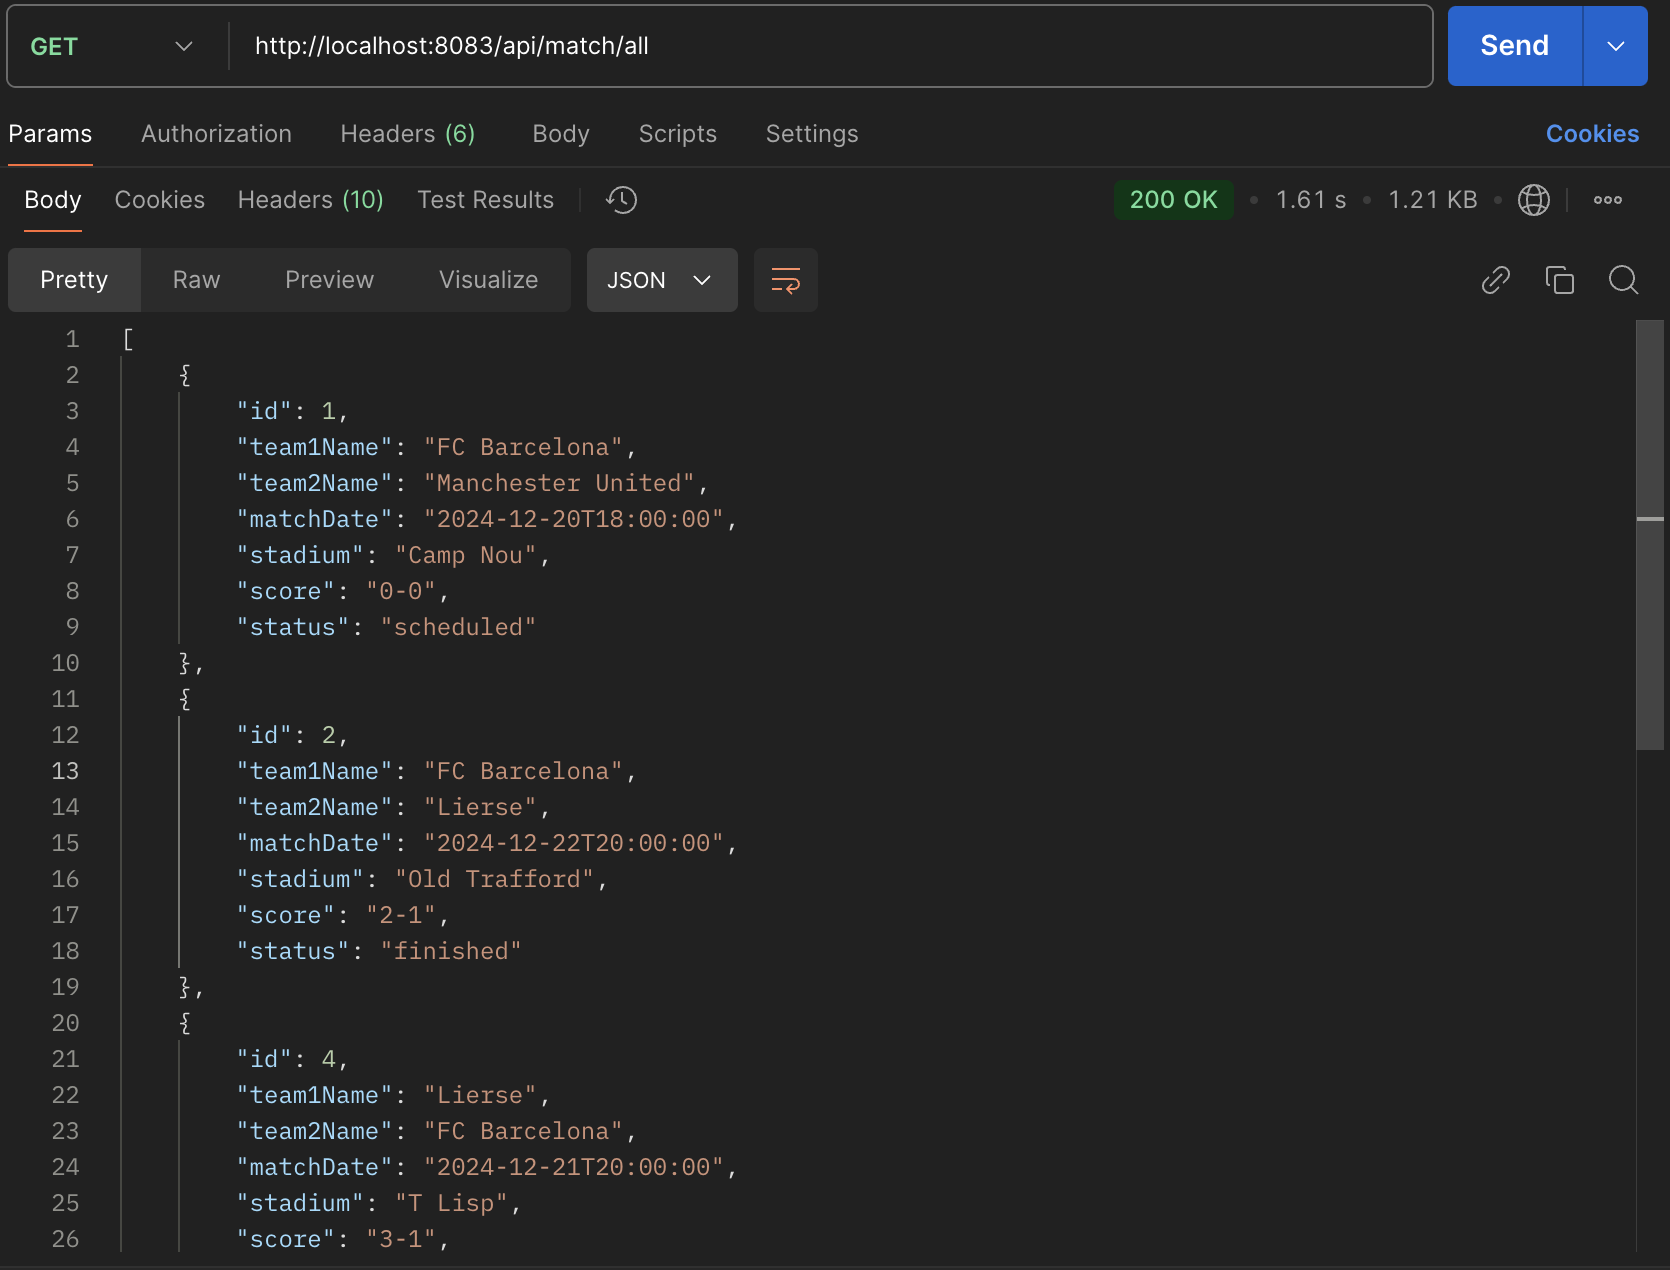 GET http://localhost:8083/api/match/all Send
Params Authorization Headers (6) Body Scripts Settings Cookies
Body Cookies Headers (10) Test Results 200 OK 1.61 s 1.21 KB
Pretty Raw Preview Visualize JSON
1 [
2 {
3 "id": 1,
4 "team1Name": "FC Barcelona",
5 "team2Name": "Manchester United",
6 "matchDate": "2024-12-20T18:00:00",
7 "stadium": "Camp Nou",
8 "score": "0-0",
9 "status": "scheduled"
10 },
11 {
12 "id": 2,
13 "team1Name": "FC Barcelona",
14 "team2Name": "Lierse",
15 "matchDate": "2024-12-22T20:00:00",
16 "stadium": "Old Trafford",
17 "score": "2-1",
18 "status": "finished"
19 },
20 {
21 "id": 4,
22 "team1Name": "Lierse",
23 "team2Name": "FC Barcelona",
24 "matchDate": "2024-12-21T20:00:00",
25 "stadium": "T Lisp",
26 "score": "3-1",